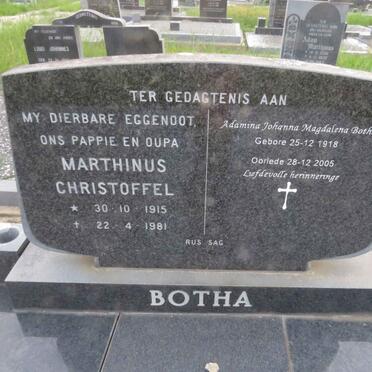 TER GEDAGTENIS AAN
MY DIERBARE EGGENOOT,
ONS PAPPIE EN OUPA
MARTHINUS
CHRISTOFFEL
★ 30·10·1915
✝ 22·4·1981
Adamina Johanna Magdalena Both
Gebore 25-12 1918
Oorlede 28-12 2005
Liefdevolle herinneringe
RUS SAG
BOTHA